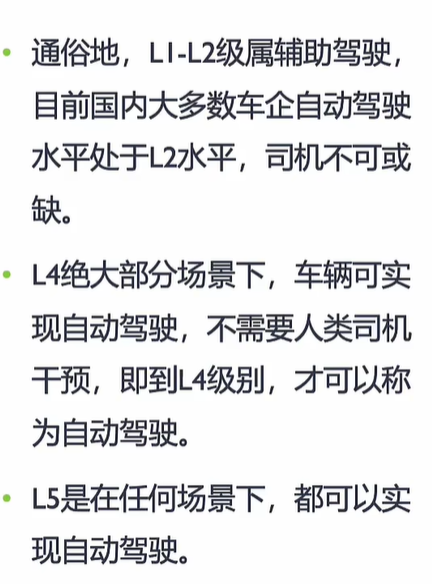 • 通俗地，L1-L2级属辅助驾驶，
目前国内大多数车企自动驾驶
水平处于L2水平，司机不可或
缺。
• L4绝大部分场景下，车辆可实
现自动驾驶，不需要人类司机
干预，即到L4级别，才可以称
为自动驾驶。
• L5是在任何场景下，都可以实
现自动驾驶。